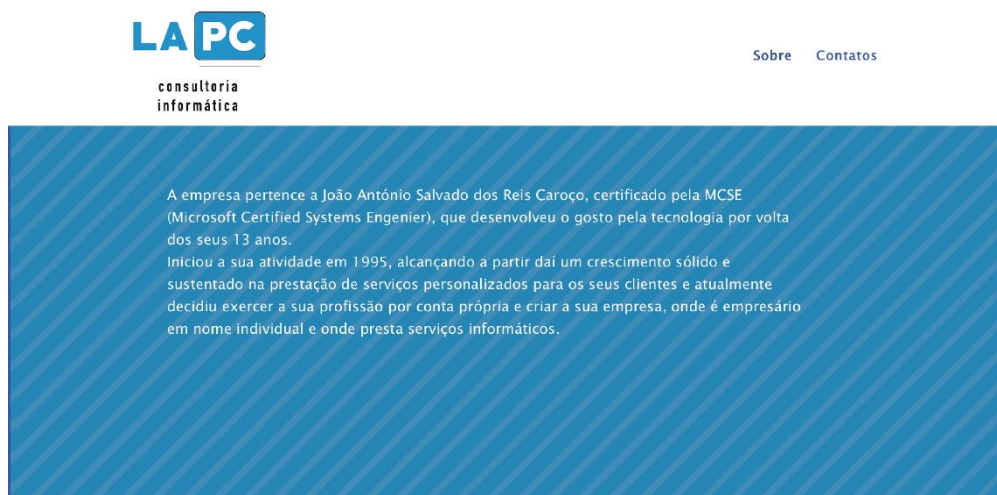 LAPC
consultoria
informática
Sobre Contatos
A empresa pertence a João António Salvado dos Reis Caroço, certificado pela MCSE
(Microsoft Certified Systems Engenier), que desenvolveu o gosto pela tecnologia por volta
dos seus 13 anos.
Iniciou a sua atividade em 1995, alcançando a partir daí um crescimento sólido e
sustentado na prestação de serviços personalizados para os seus clientes e atualmente
decidiu exercer a sua profissão por conta própria e criar a sua empresa, onde é empresário
em nome individual e onde presta serviços informáticos.